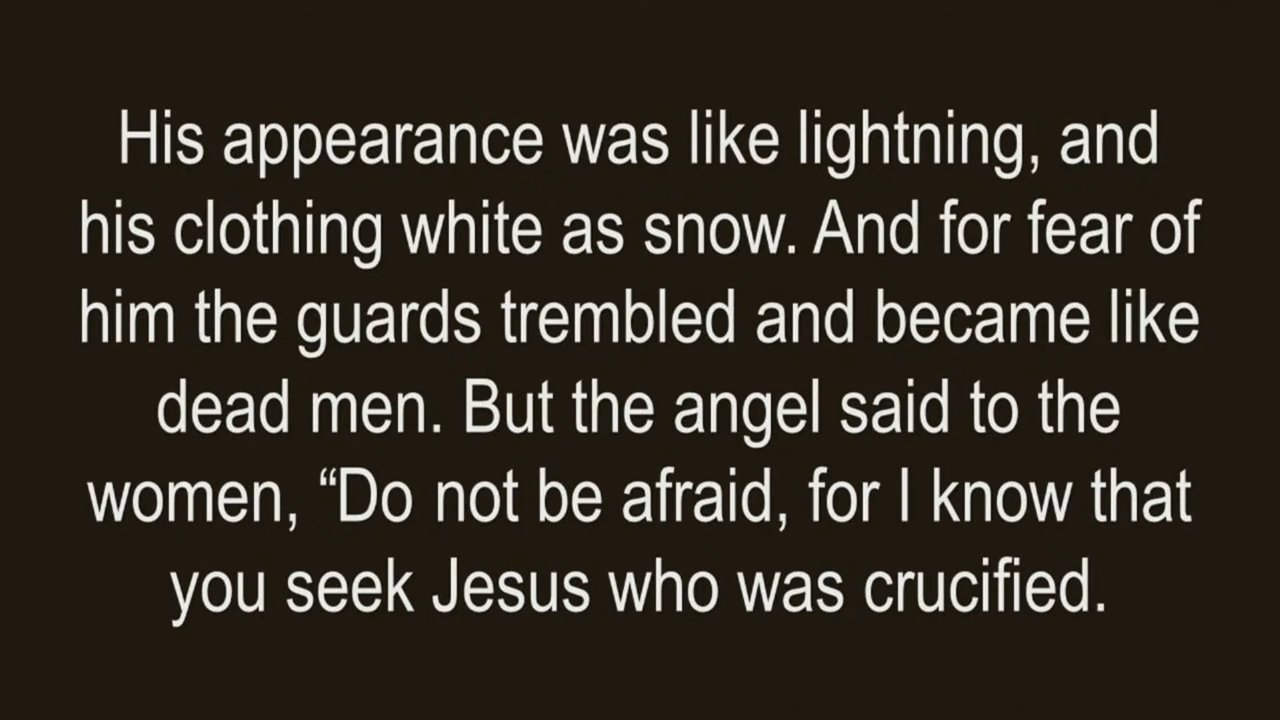 His appearance was like lightning, and
his clothing white as snow. And for fear of
him the guards trembled and became like
dead men. But the angel said to the
women, “Do not be afraid, for I know that
you seek Jesus who was crucified.